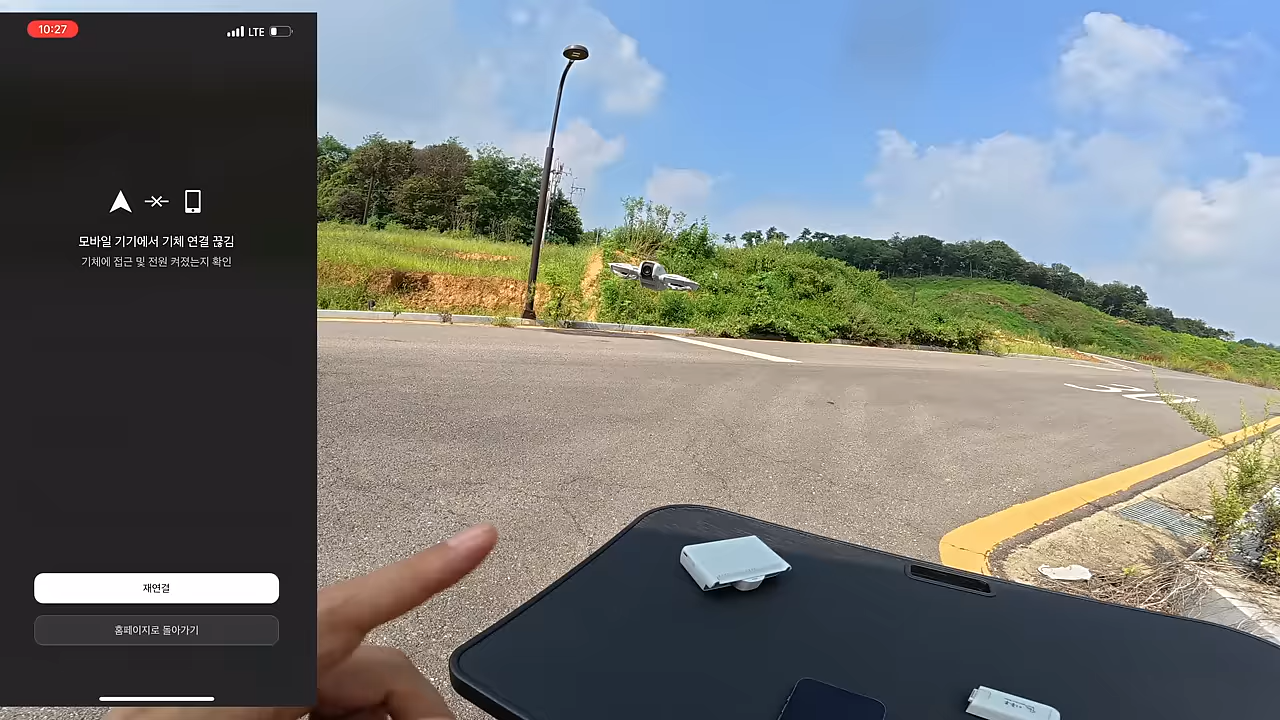 10:27
LTE
모바일 기기에서 기체 연결 끊김
기체에 접근 및 전원 켜졌는지 확인
재연결
홈페이지로 돌아가기
30